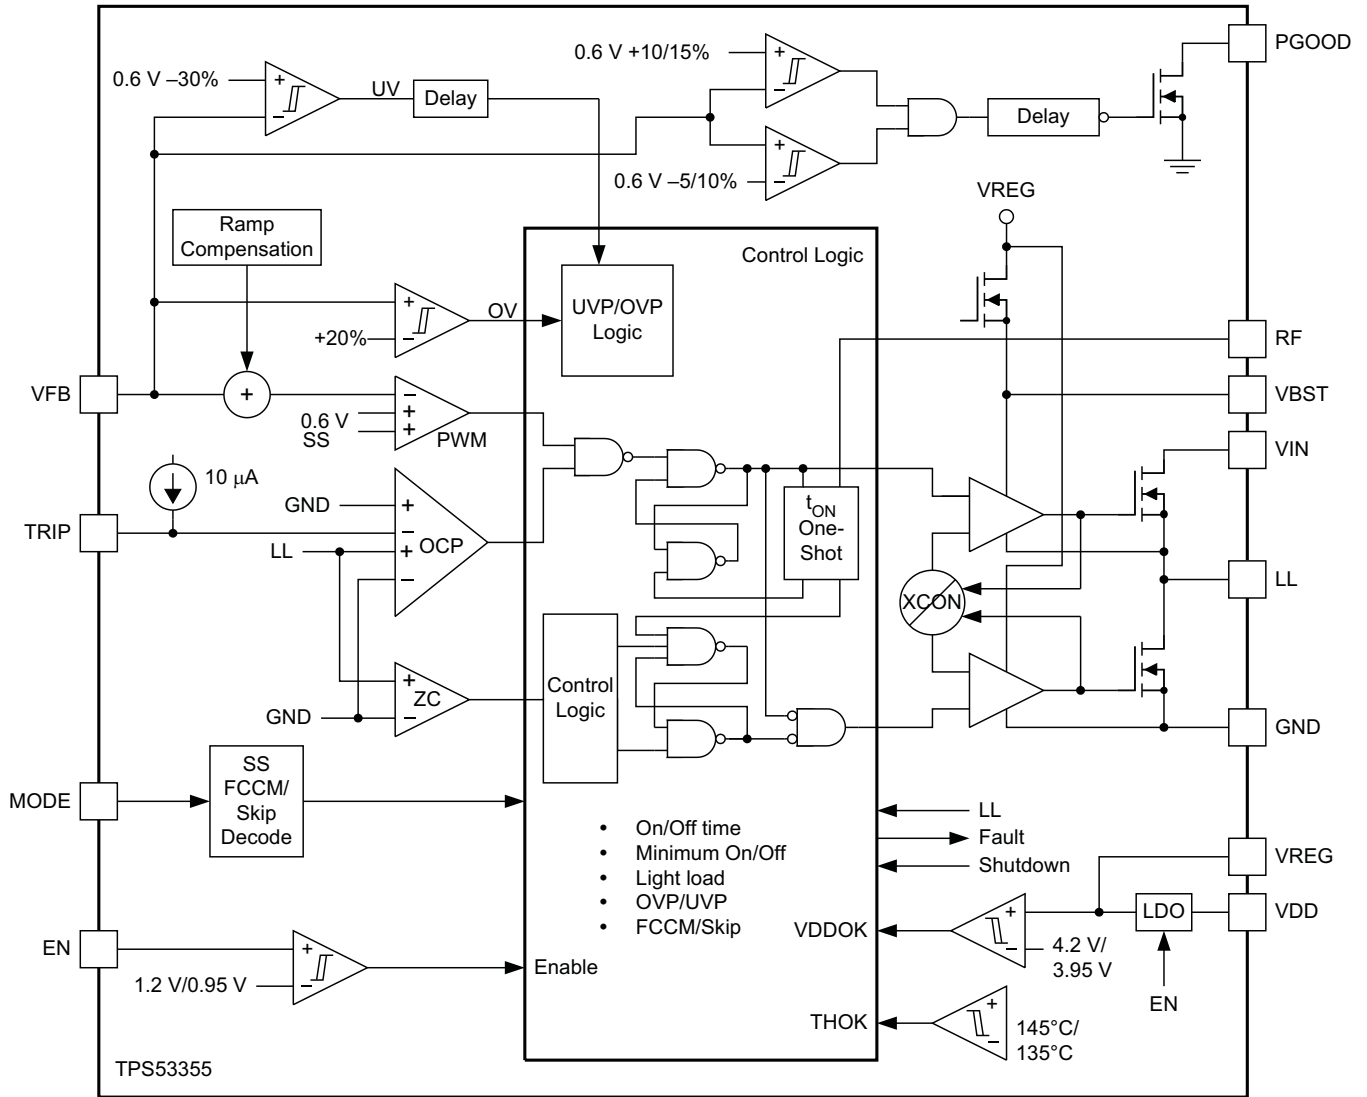 PGOOD
0.6 V +10/15%
0.6 V –30%
+
−
UV
Delay
+
−
Delay
+
−
0.6 V –5/10%
VREG
Ramp
Compensation
Control Logic
UVP/OVP
Logic
+
−
OV
+20%
RF
VFB
+
−
+
+
0.6 V
SS
PWM
VBST
VIN
10 μA
GND
+
−
+
−
OCP
TRIP
LL
tON
One-
Shot
XCON
LL
Control
Logic
+
−
ZC
GND
GND
MODE
SS
FCCM/
Skip
Decode
• On/Off time
• Minimum On/Off
• Light load
• OVP/UVP
• FCCM/Skip
LL
Fault
Shutdown
VREG
LDO
VDD
VDDOK
+
−
4.2 V/
3.95 V
EN
EN
+
−
1.2 V/0.95 V
Enable
THOK
+
−
145°C/
135°C
TPS53355